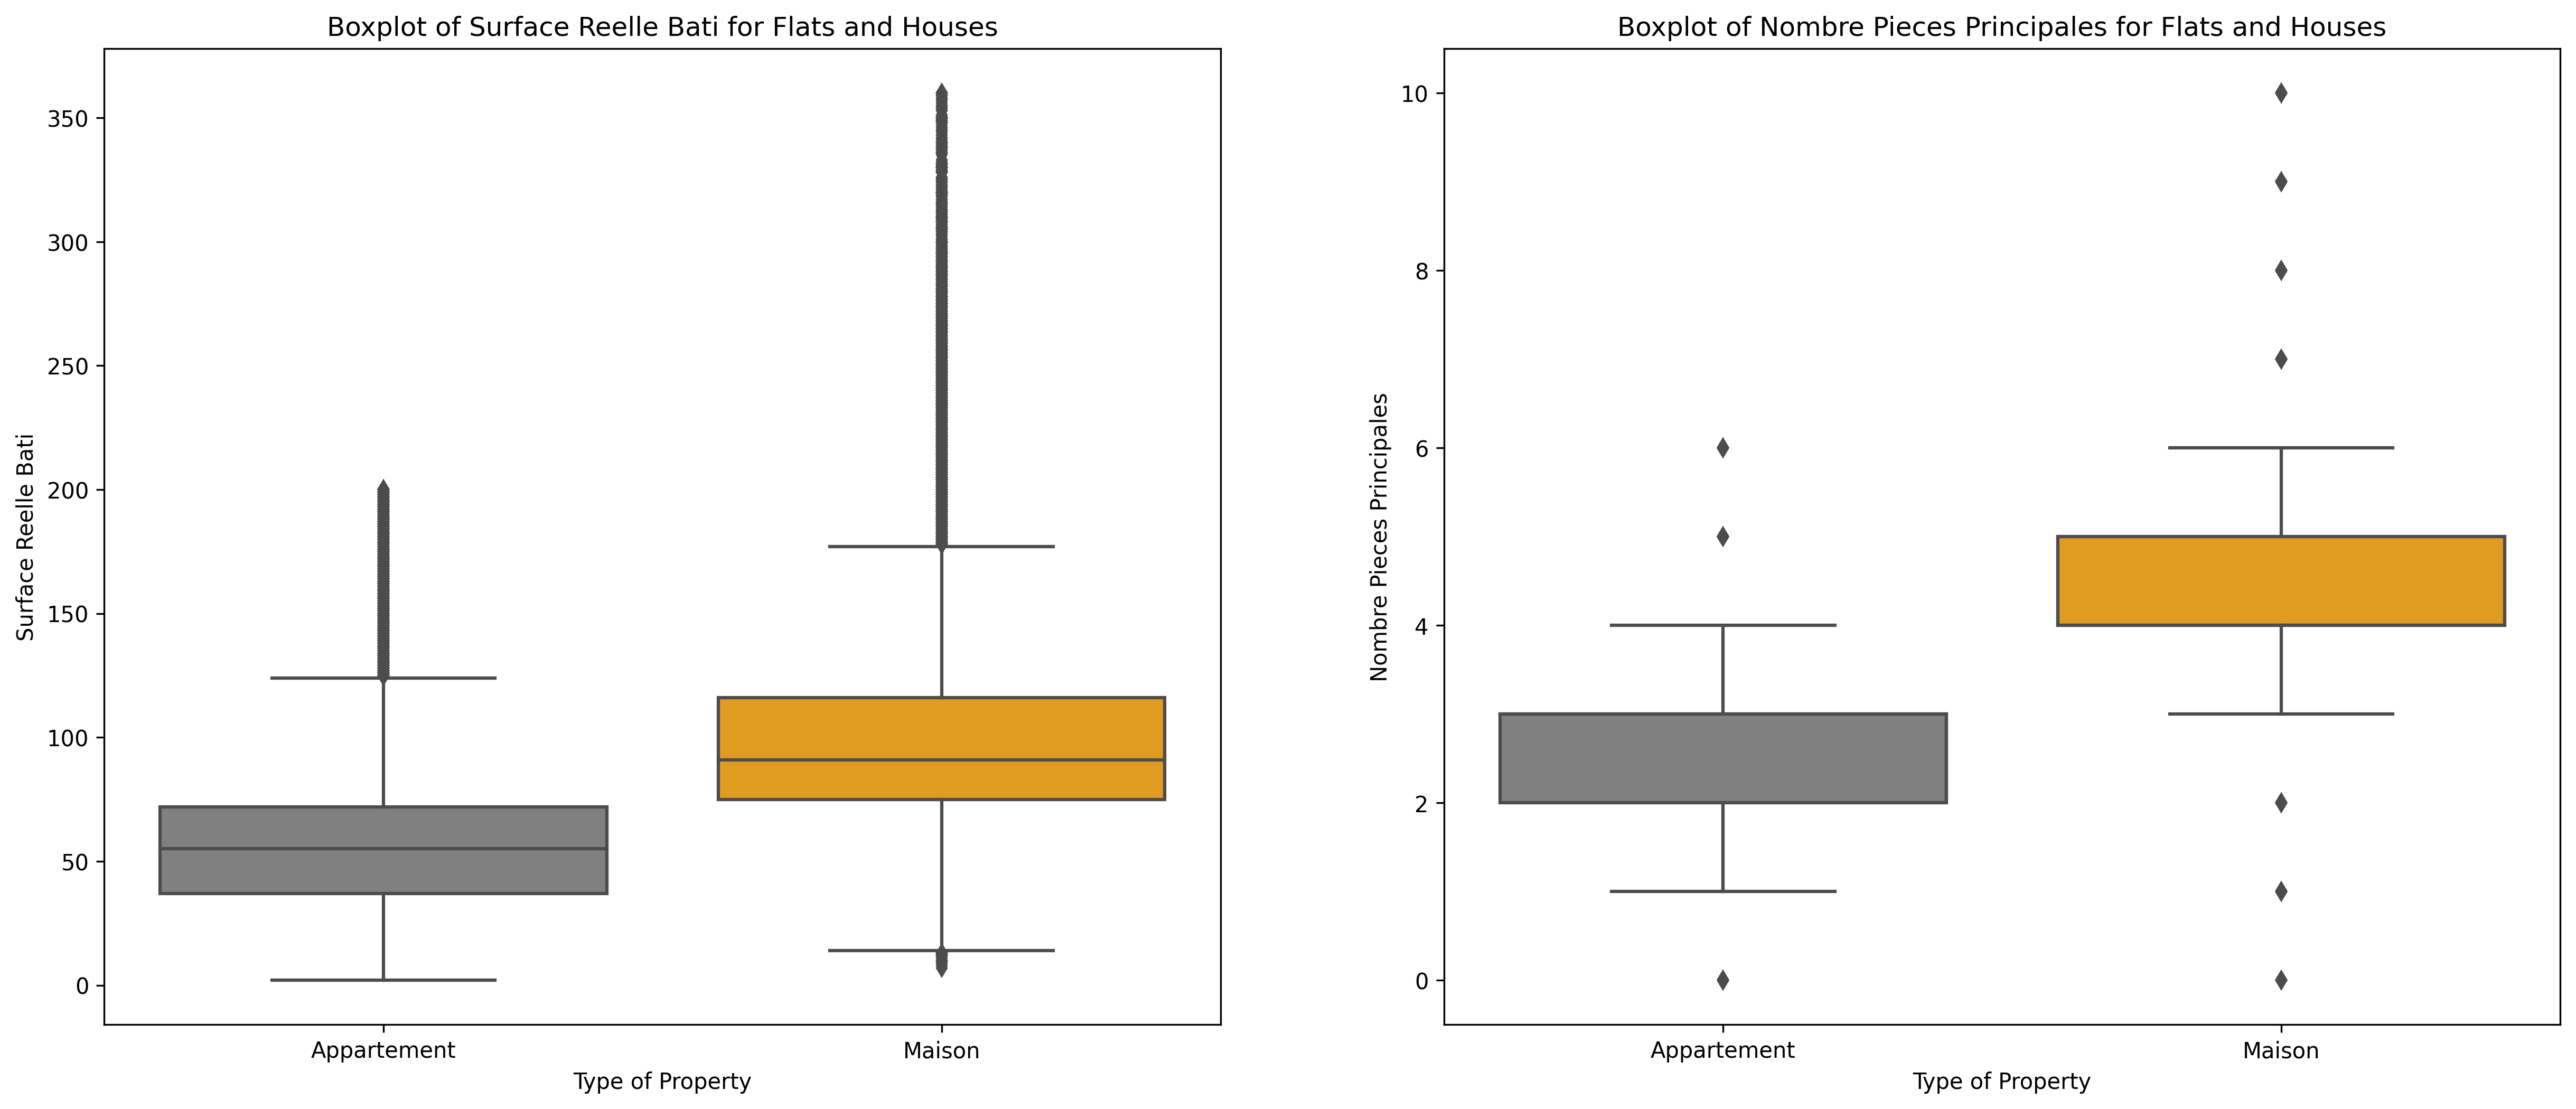 Boxplot of Surface Reelle Bati for Flats and Houses
Surface Reelle Bati
350
300
250
200
150
100
50
0
Appartement
Maison
Type of Property
Boxplot of Nombre Pieces Principales for Flats and Houses
Nombre Pieces Principales
10
8
6
4
2
0
Appartement
Maison
Type of Property